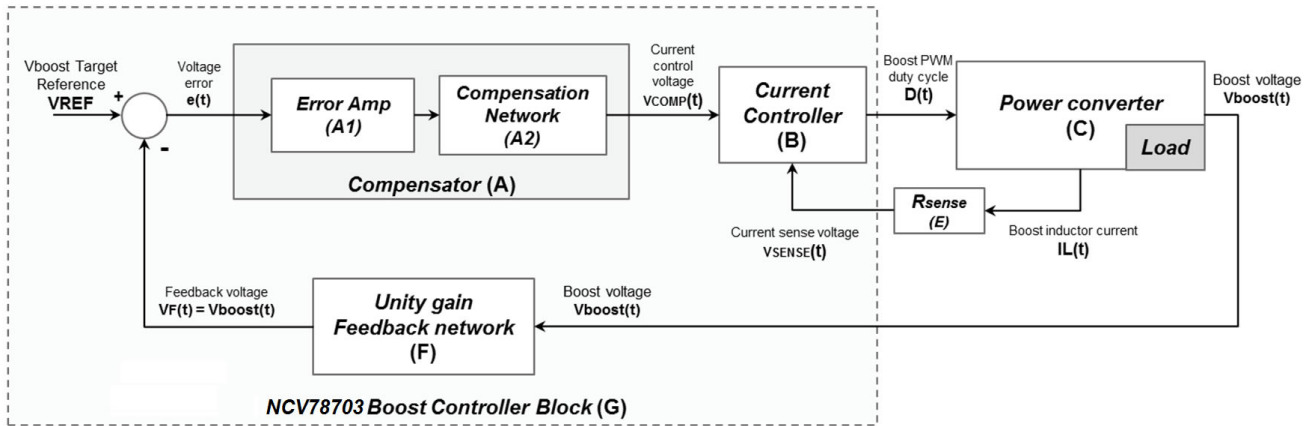 Vboost Target
Reference
VREF
+
-
Voltage
error
e(t)
Error Amp
(A1)
Compensation
Network
(A2)
Compensator (A)
Current
control
voltage
VCOMP(t)
Current
Controller
(B)
Boost PWM
duty cycle
D(t)
Power converter
(C)
Load
Boost voltage
Vboost(t)
Rsense
(E)
Current sense voltage
VSENSE(t)
Boost inductor current
IL(t)
Feedback voltage
VF(t) = Vboost(t)
Unity gain
Feedback network
(F)
Boost voltage
Vboost(t)
NCV78703 Boost Controller Block (G)